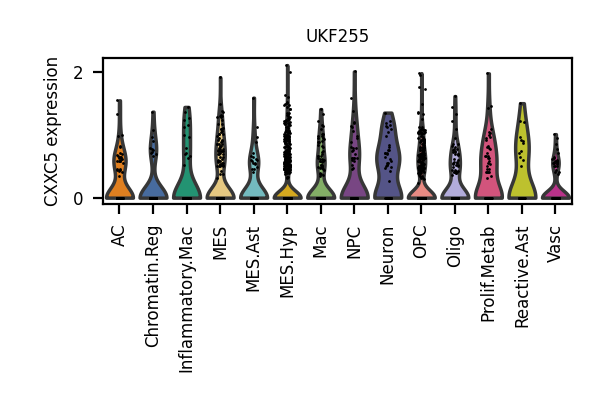 UKF255
CXXC5 expression
2
0
AC
Chromatin.Reg
Inflammatory.Mac
MES
MES.Ast
MES.Hyp
Mac
NPC
Neuron
OPC
Oligo
Prolif.Metab
Reactive.Ast
Vasc